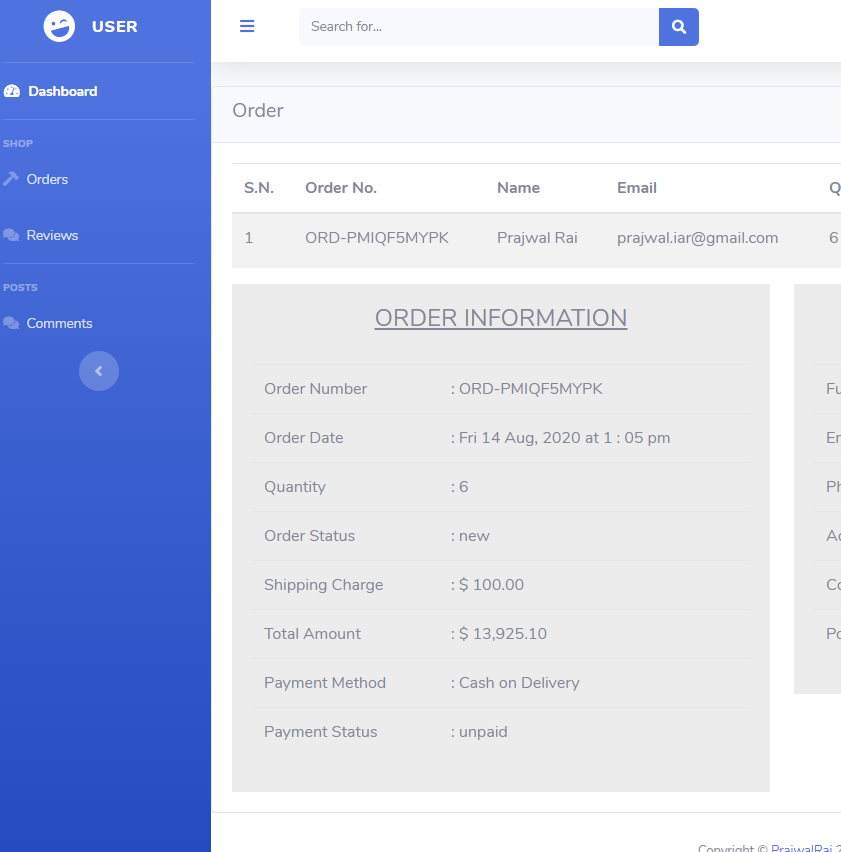 USER
Search for...
Dashboard
SHOP
Orders
Reviews
POSTS
Comments
Order
S.N. Order No. Name Email Q
1 ORD-PMIQF5MYPK Prajwal Rai prajwal.iar@gmail.com 6
ORDER INFORMATION
Order Number : ORD-PMIQF5MYPK
Order Date : Fri 14 Aug, 2020 at 1 : 05 pm
Quantity : 6
Order Status : new
Shipping Charge : $ 100.00
Total Amount : $ 13,925.10
Payment Method : Cash on Delivery
Payment Status : unpaid
Fu
Em
Ph
Ad
Co
Po
Copyright © PrajwalRai 2